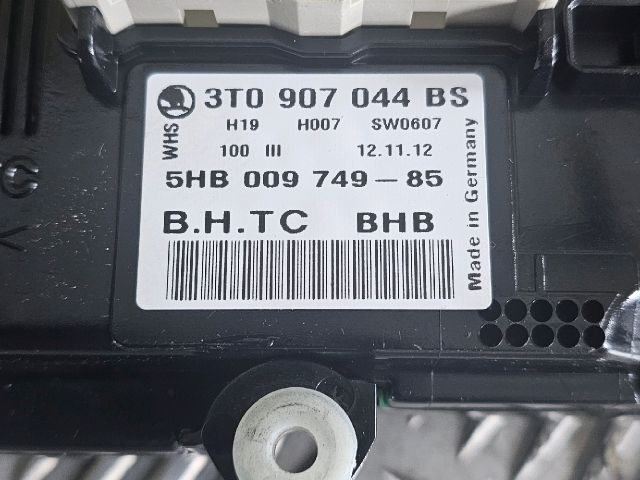 3T0 907 044 BS
WHS
H19 H007 SW0607
100 III 12.11.12
5HB 009 749-85
B.H.TC BHB
Made in Germany